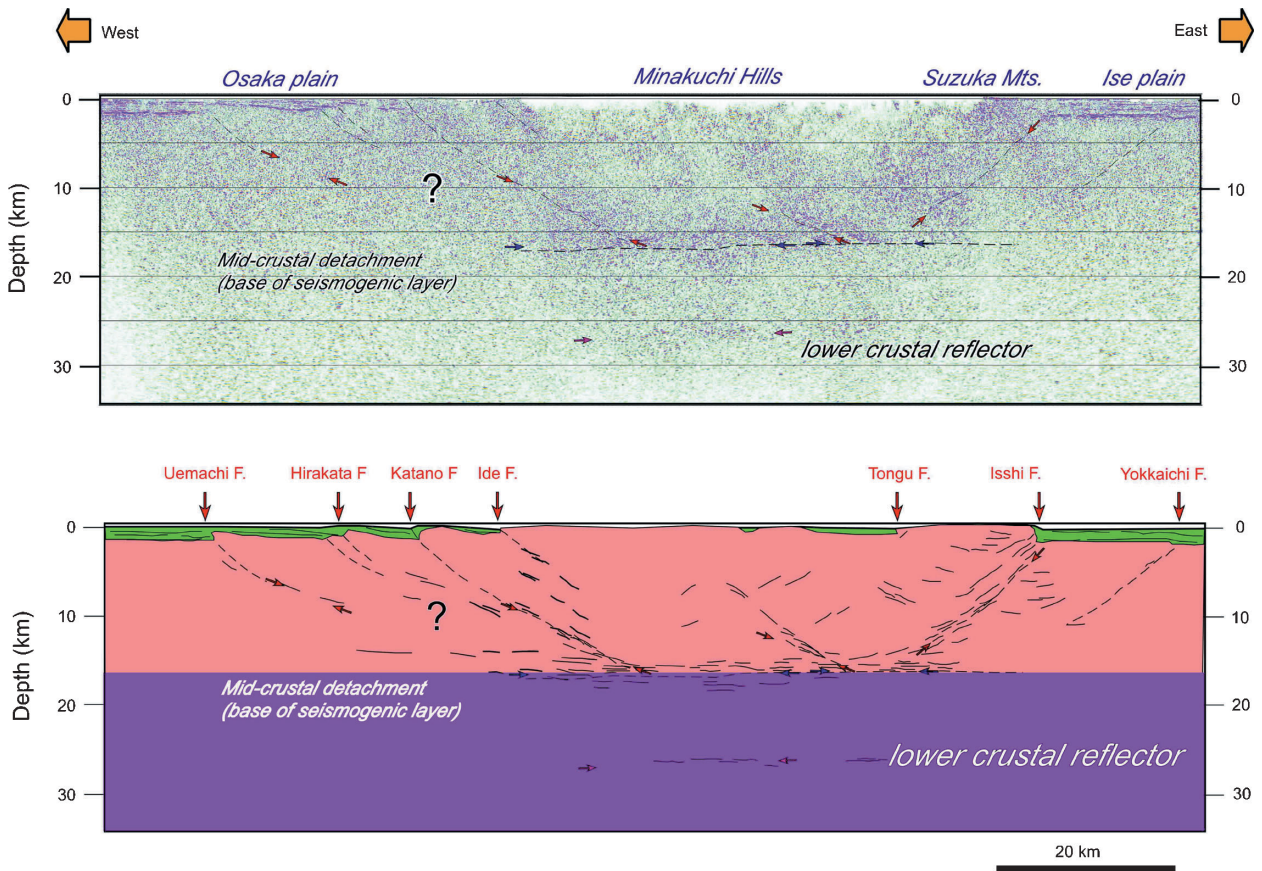 West
East
Osaka plain
Minakuchi Hills
Suzuka Mts.
Ise plain
0
0
10
10
20
20
30
30
Depth (km)
?
Mid-crustal detachment
(base of seismogenic layer)
lower crustal reflector
Uemachi F.
Hirakata F
Katano F
Ide F.
Tongu F.
Isshi F.
Yokkaichi F.
0
0
10
10
20
20
30
30
Depth (km)
?
Mid-crustal detachment
(base of seismogenic layer)
lower crustal reflector
20 km